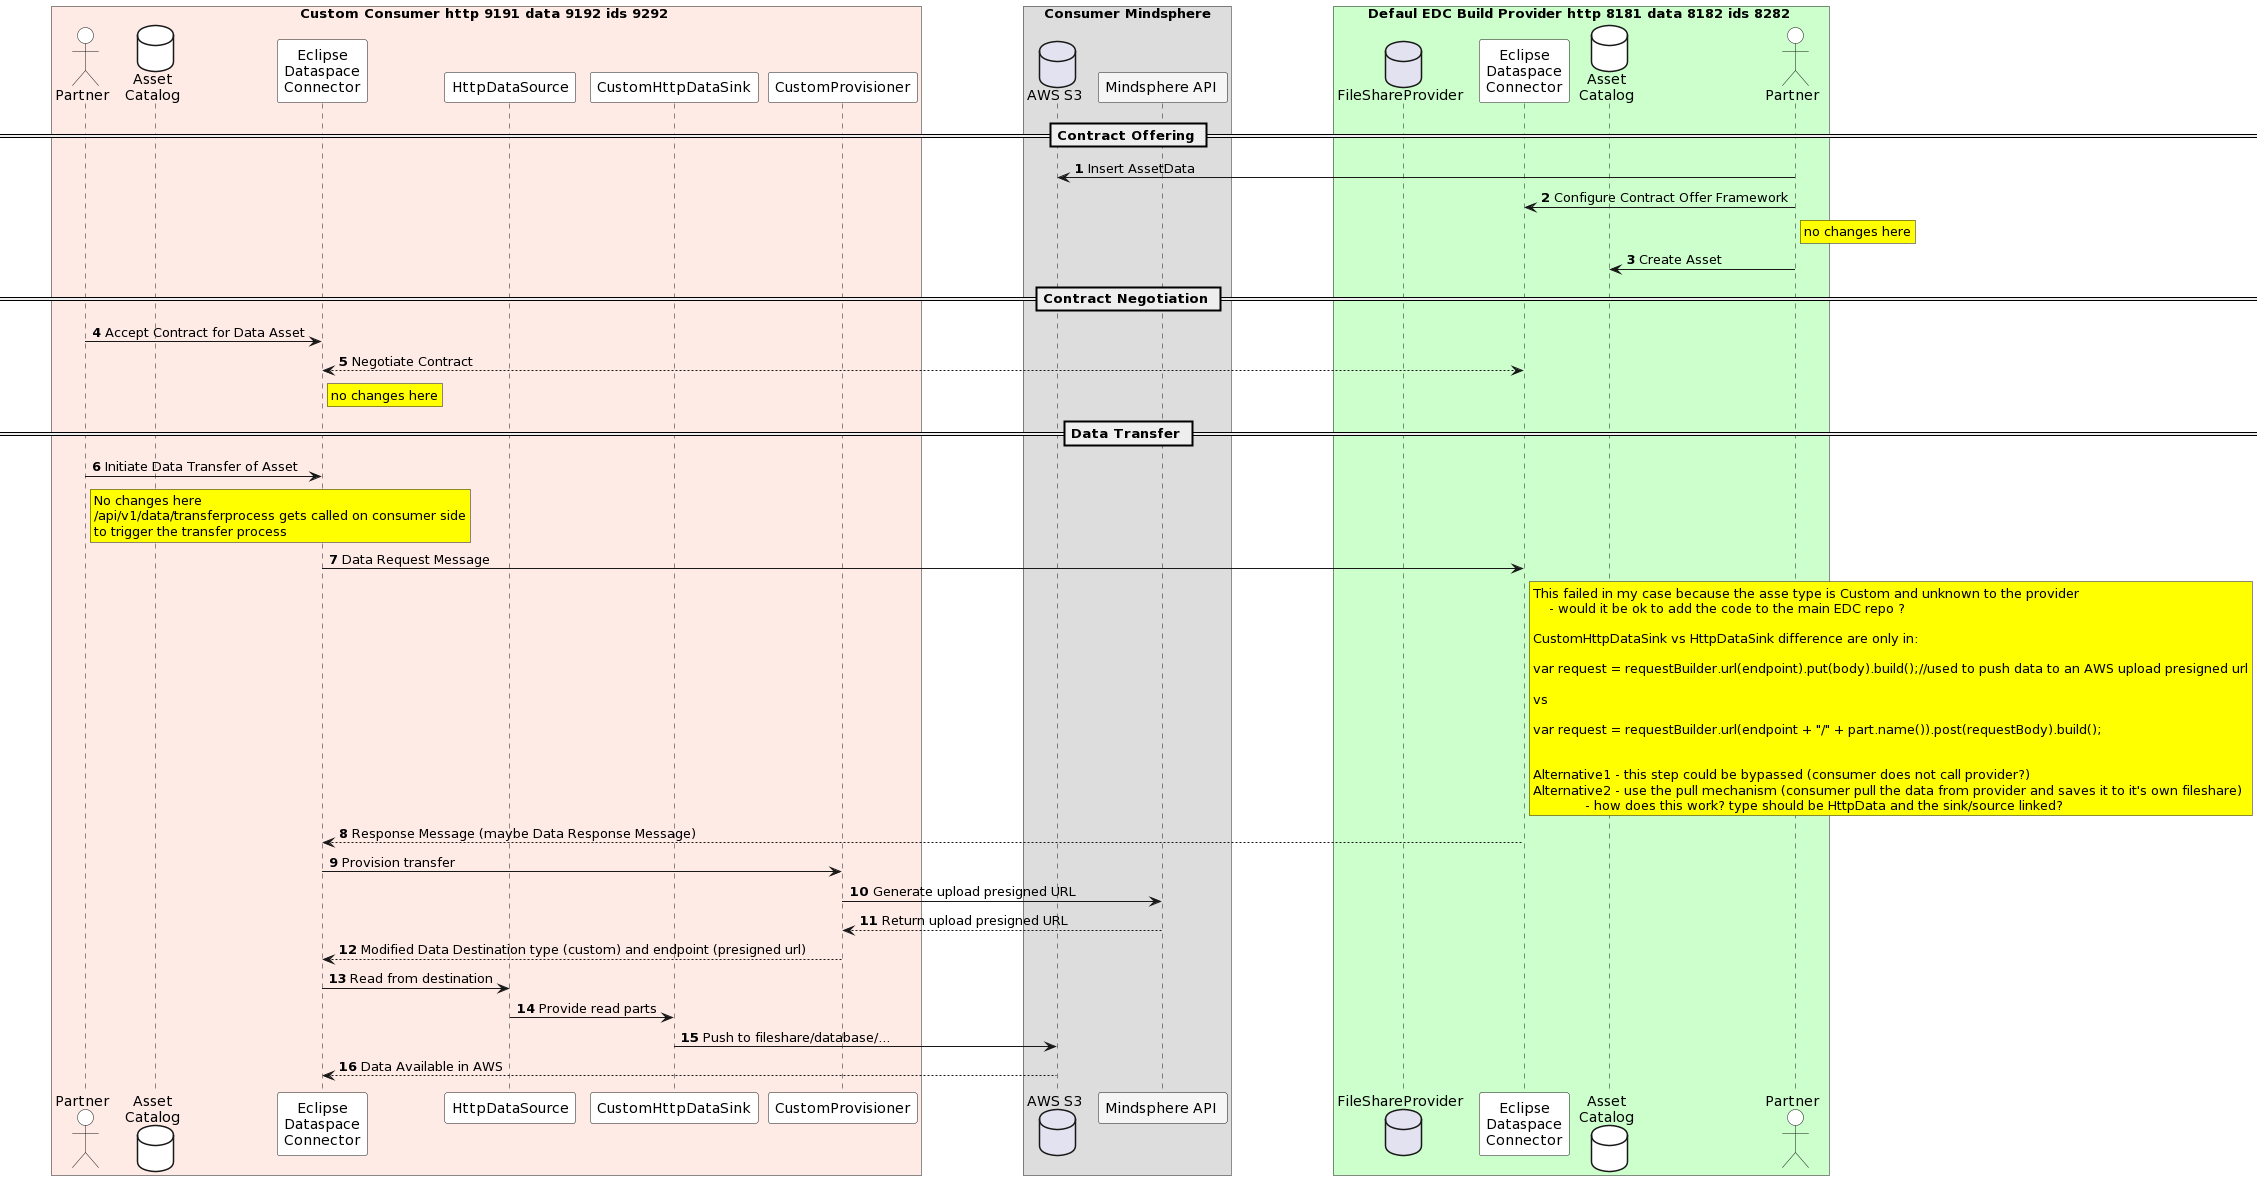 Custom Consumer http 9191 data 9192 ids 9292
Consumer Mindsphere
Defaul EDC Build Provider http 8181 data 8182 ids 8282
Partner
Asset
Catalog
Eclipse
Dataspace
Connector
HttpDataSource
CustomHttpDataSink
CustomProvisioner
AWS S3
Mindsphere API
FileShareProvider
Eclipse
Dataspace
Connector
Asset
Catalog
Partner
Contract Offering
1 Insert AssetData
2 Configure Contract Offer Framework
no changes here
3 Create Asset
Contract Negotiation
4 Accept Contract for Data Asset
5 Negotiate Contract
no changes here
Data Transfer
6 Initiate Data Transfer of Asset
No changes here
/api/v1/data/transferprocess gets called on consumer side
to trigger the transfer process
7 Data Request Message
This failed in my case because the asse type is Custom and unknown to the provider
- would it be ok to add the code to the main EDC repo ?
CustomHttpDataSink vs HttpDataSink difference are only in:
var request = requestBuilder.url(endpoint).put(body).build();//used to push data to an AWS upload presigned url
vs
var request = requestBuilder.url(endpoint + "/" + part.name()).post(requestBody).build();
Alternative1 - this step could be bypassed (consumer does not call provider?)
Alternative2 - use the pull mechanism (consumer pull the data from provider and saves it to it's own fileshare)
- how does this work? type should be HttpData and the sink/source linked?
8 Response Message (maybe Data Response Message)
9 Provision transfer
10 Generate upload presigned URL
11 Return upload presigned URL
12 Modified Data Destination type (custom) and endpoint (presigned url)
13 Read from destination
14 Provide read parts
15 Push to fileshare/database/...
16 Data Available in AWS
Partner
Asset
Catalog
Eclipse
Dataspace
Connector
HttpDataSource
CustomHttpDataSink
CustomProvisioner
AWS S3
Mindsphere API
FileShareProvider
Eclipse
Dataspace
Connector
Asset
Catalog
Partner